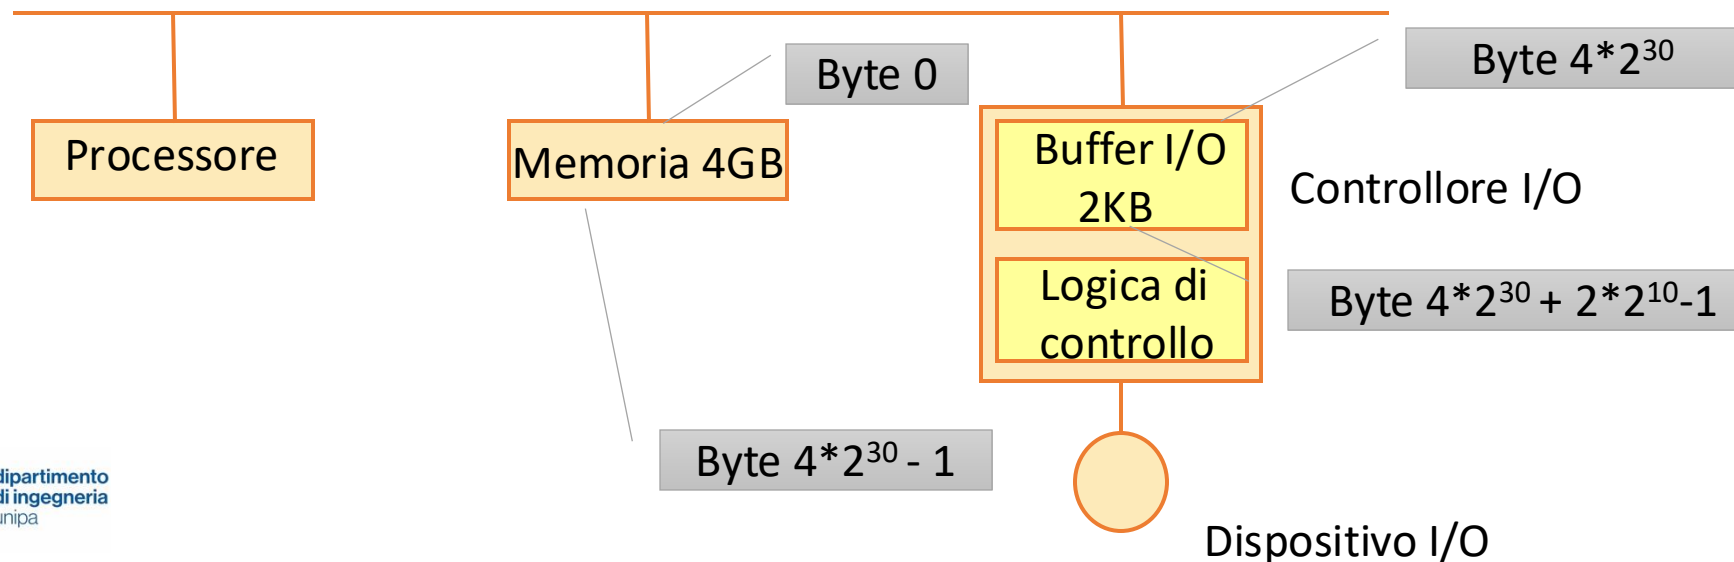 Byte 4*2³⁰
Byte 0
Processore
Memoria 4GB
Buffer I/O
2KB
Controllore I/O
Logica di
controllo
Byte 4*2³⁰ + 2*2¹⁰-1
Byte 4*2³⁰ - 1
dipartimento
di ingegneria
unipa
Dispositivo I/O